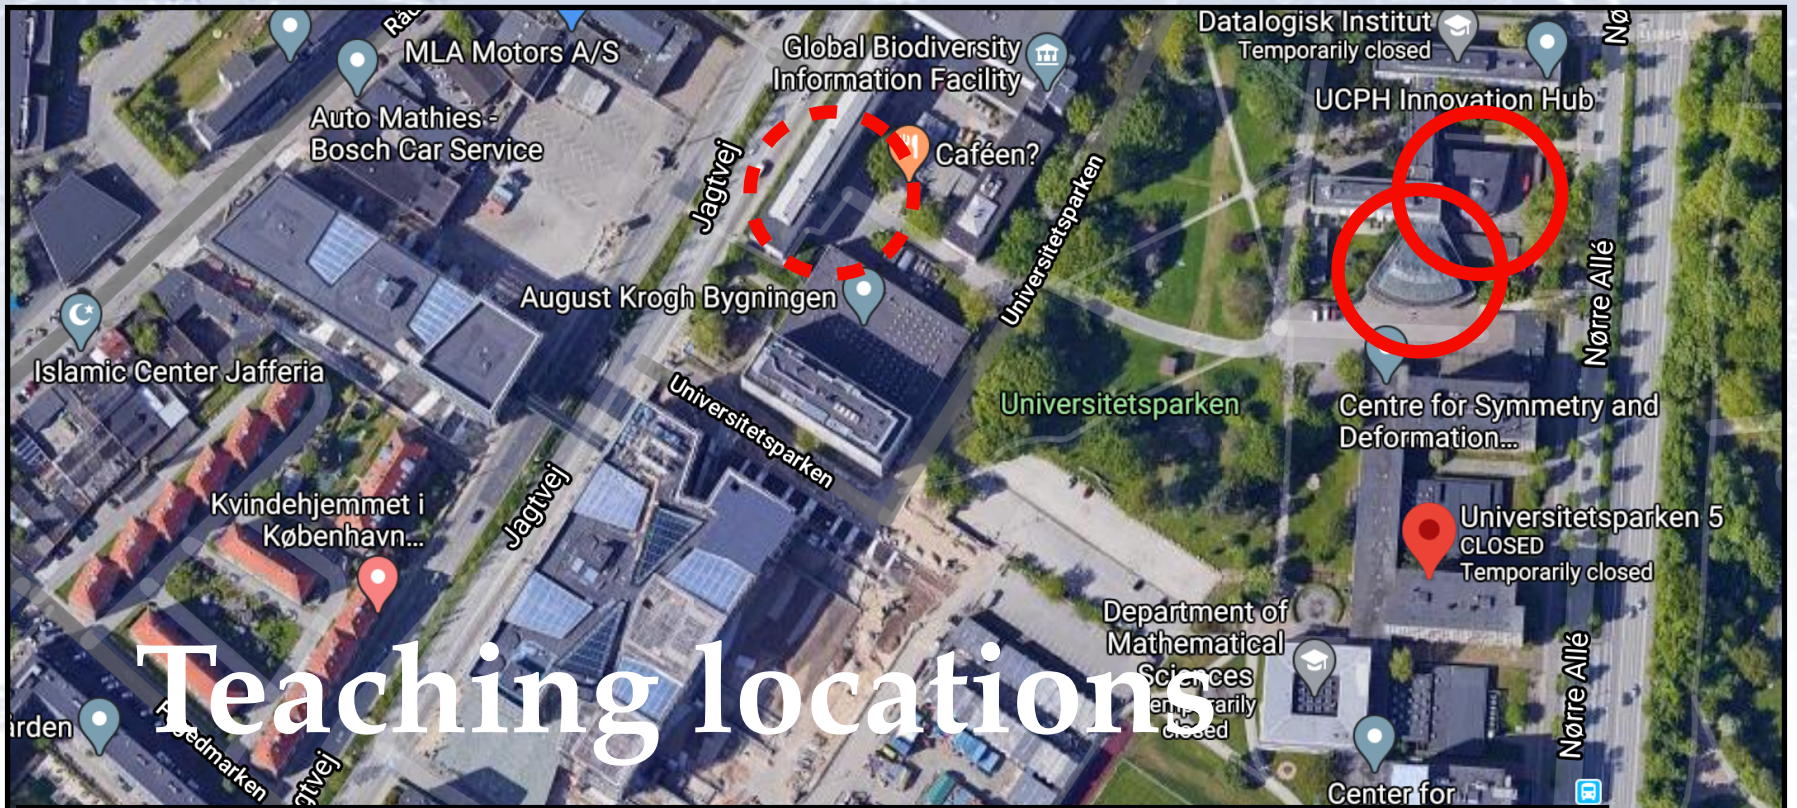 MLA Motors A/S
Auto Mathies -
Bosch Car Service
Global Biodiversity
Information Facility
Datalogisk Institut
Temporarily closed
UCPH Innovation Hub
Caféen?
Jagtvej
Universitetsparken
August Krogh Bygningen
Nørre Allé
Islamic Center Jafferia
Universitetsparken
Universitetsparken
Centre for Symmetry and
Deformation...
Jagtvej
Kvindehjemmet i
København...
Universitetsparken 5
CLOSED
Temporarily closed
Department of
Mathematical
Sciences
closed
Nørre Allé
Teaching locations
Center for